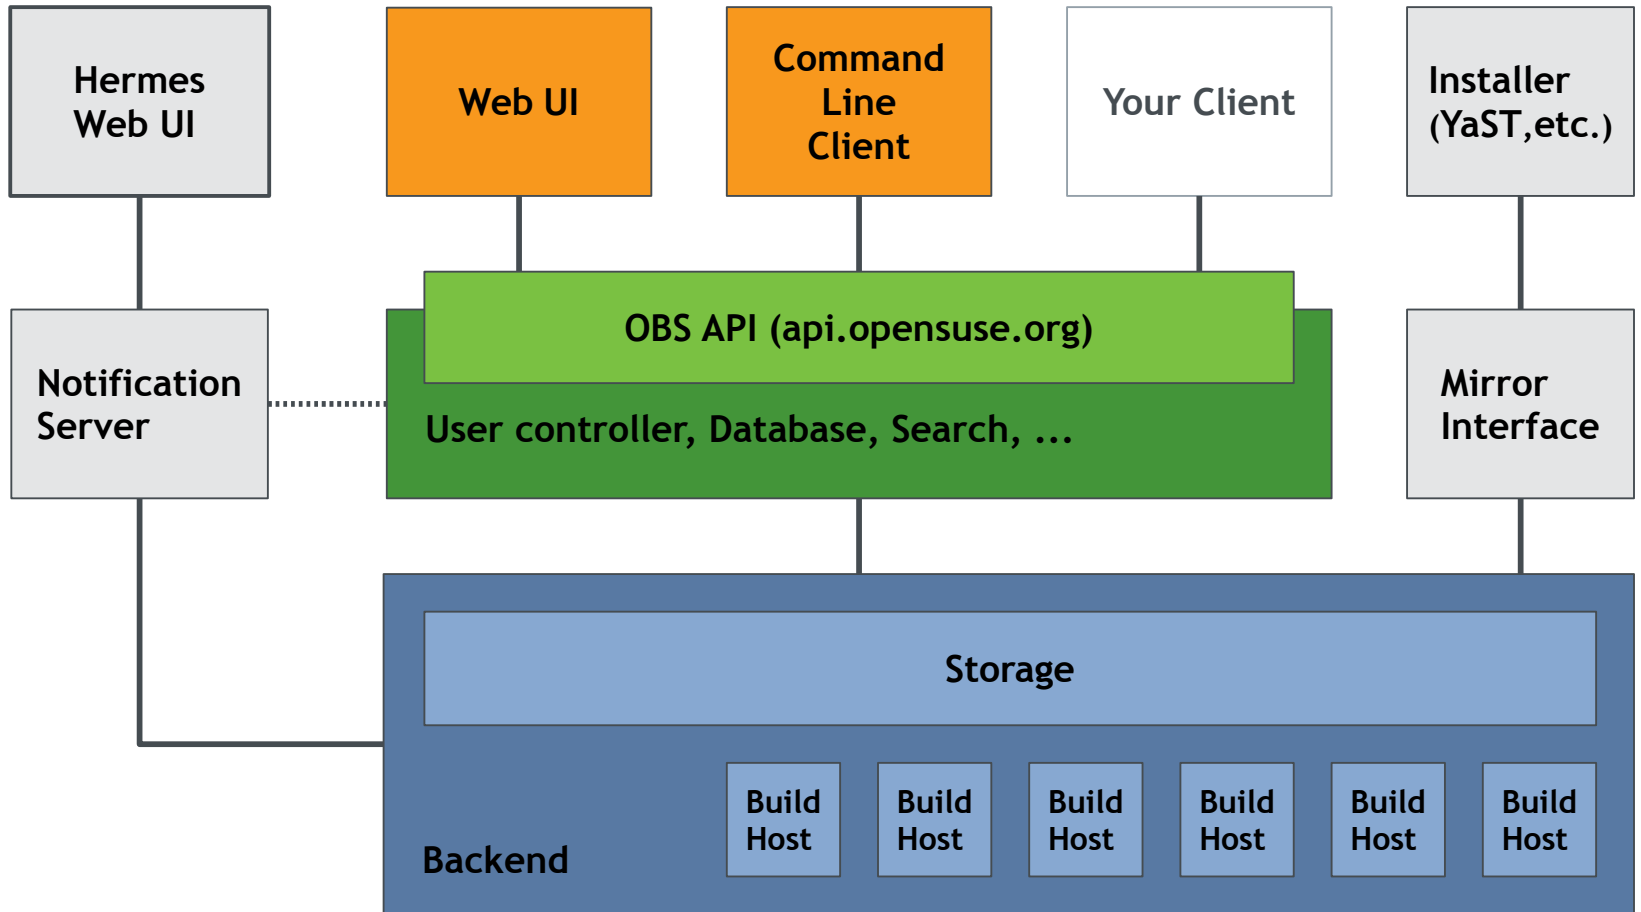 Hermes
Web UI
Web UI
Command
Line
Client
Your Client
Installer
(YaST,etc.)
OBS API (api.opensuse.org)
Notification
Server
User controller, Database, Search, ...
Mirror
Interface
Storage
Build
Host
Build
Host
Build
Host
Build
Host
Build
Host
Build
Host
Backend